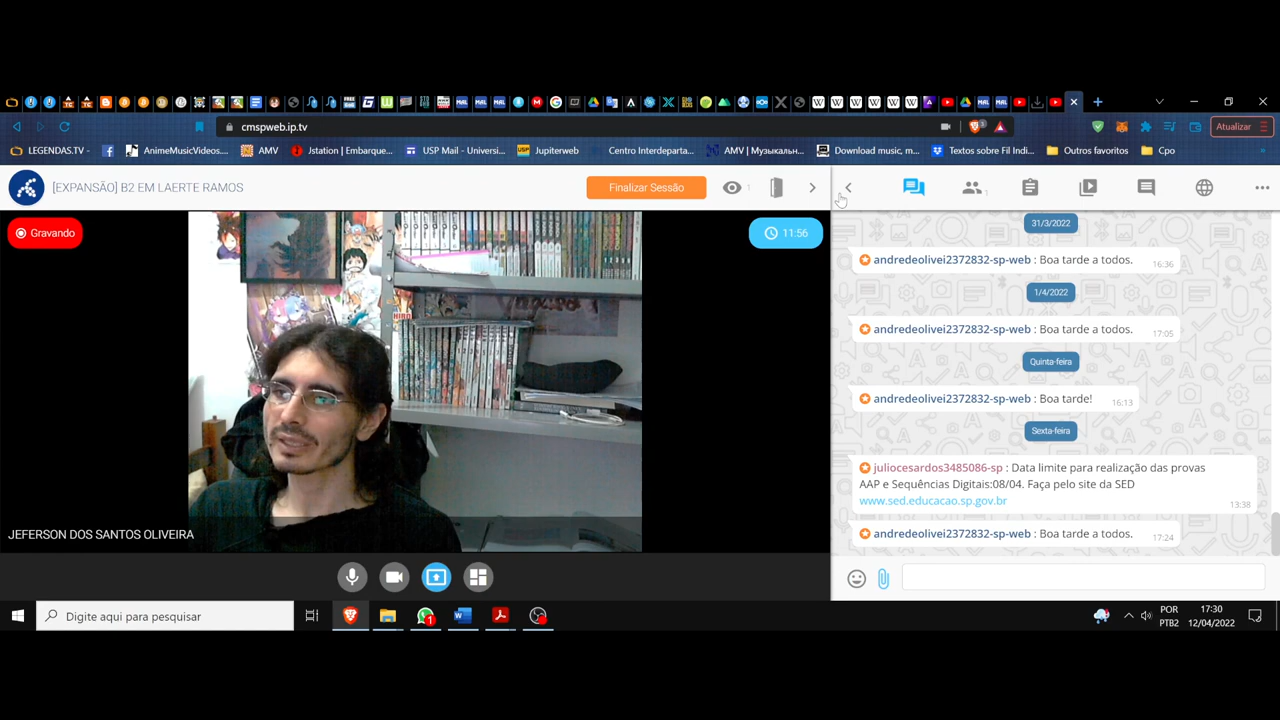 cmspweb.ip.tv
Atualizar
LEGENDAS.TV -
AnimeMusicVideos...
AMV
Jstation | Embarque...
USP Mail - Universi...
Jupiterweb
Centro Interdeparta...
AMV | Музыкальн...
Download music, m...
Textos sobre Fil Indi...
Outros favoritos
Cpo
[EXPANSÃO] B2 EM LAERTE RAMOS
Finalizar Sessão
1
1
Gravando
11:56
JEFERSON DOS SANTOS OLIVEIRA
31/3/2022
andredeolivei2372832-sp-web : Boa tarde a todos.
16:36
1/4/2022
andredeolivei2372832-sp-web : Boa tarde a todos.
17:05
Quinta-feira
andredeolivei2372832-sp-web : Boa tarde!
16:13
Sexta-feira
juliocesardos3485086-sp : Data limite para realização das provas
AAP e Sequências Digitais:08/04. Faça pelo site da SED
www.sed.educacao.sp.gov.br
13:38
andredeolivei2372832-sp-web : Boa tarde a todos.
17:24
Digite aqui para pesquisar
1
POR
PTB2
17:30
12/04/2022